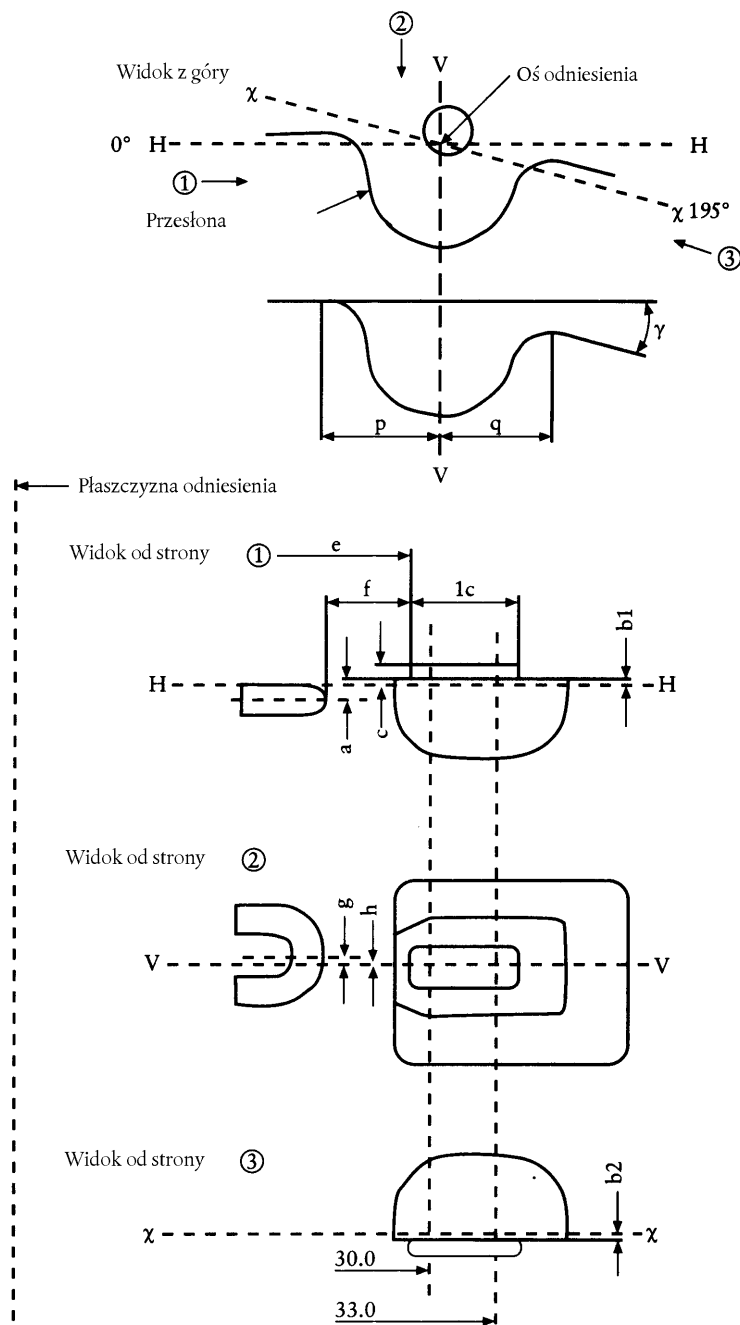 ②
V
Widok z góry
Oś odniesienia
χ
0° H H
①
χ 195°
Przesłona
③
γ
p q
V
Płaszczyzna odniesienia
Widok od strony ① e
f 1c b1
H H
a c
Widok od strony ②
g h
V V
Widok od strony ③
b2
χ χ
30.0
33.0